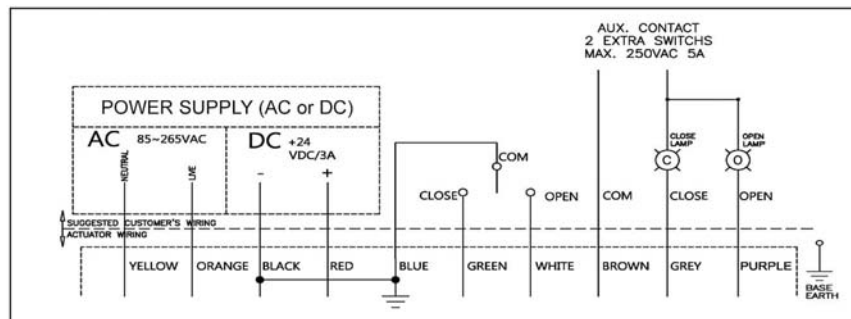 AUX. CONTACT
2 EXTRA SWITCHS
MAX. 250VAC 5A
POWER SUPPLY (AC or DC)
AC 85~265VAC
NEUTRAL
LIVE
DC +24
VDC/3A
- +
COM
CLOSE
OPEN
CLOSE
LAMP
C
OPEN
LAMP
O
COM
CLOSE
OPEN
SUGGESTED CUSTOMER'S WIRING
ACTUATOR WIRING
YELLOW ORANGE BLACK RED BLUE GREEN WHITE BROWN GREY PURPLE
BASE
EARTH